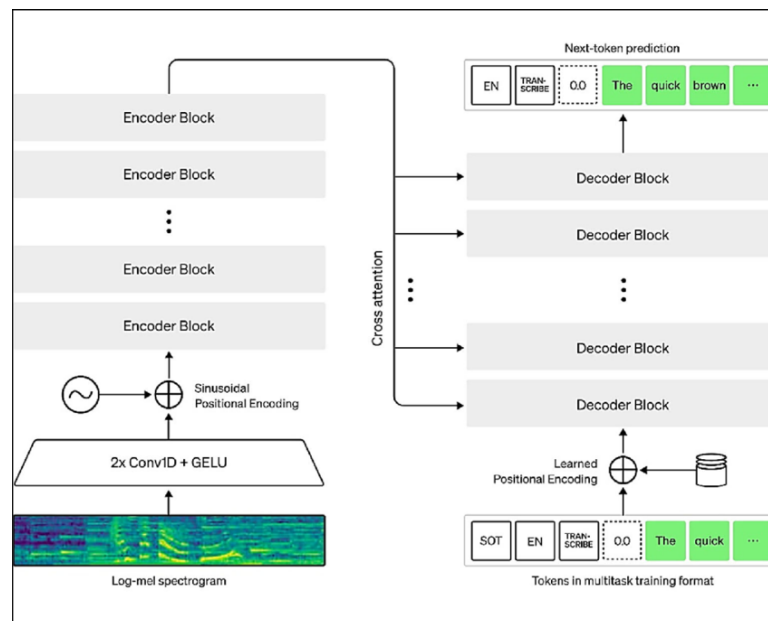 Next-token prediction
EN
TRAN-
SCRIBE
0.0
The
quick
brown
...
Encoder Block
Encoder Block
Encoder Block
Encoder Block
Cross attention
Decoder Block
Decoder Block
Decoder Block
Decoder Block
Sinusoidal
Positional Encoding
2x Conv1D + GELU
Log-mel spectrogram
Learned
Positional Encoding
SOT
EN
TRAN-
SCRIBE
0.0
The
quick
...
Tokens in multitask training format